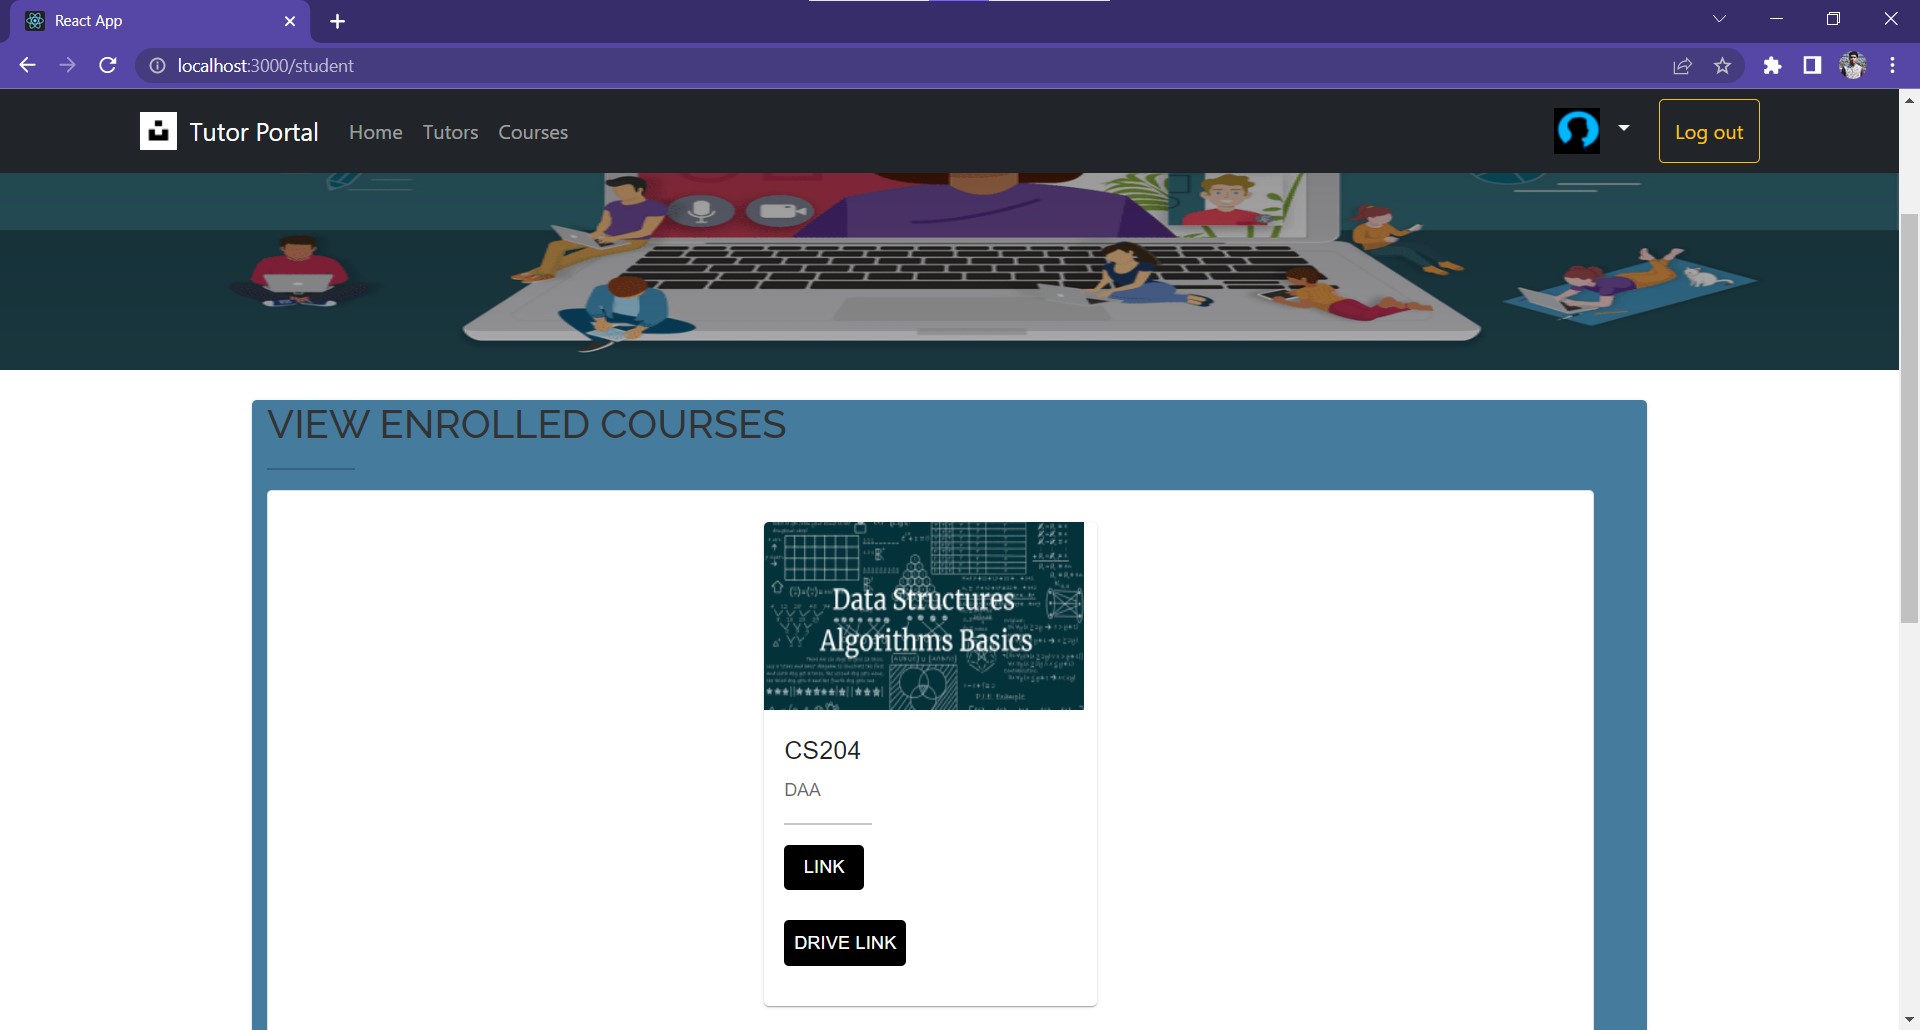 React App
localhost:3000/student
Tutor Portal
Home
Tutors
Courses
Log out
VIEW ENROLLED COURSES
Data Structures
Algorithms Basics
CS204
DAA
LINK
DRIVE LINK